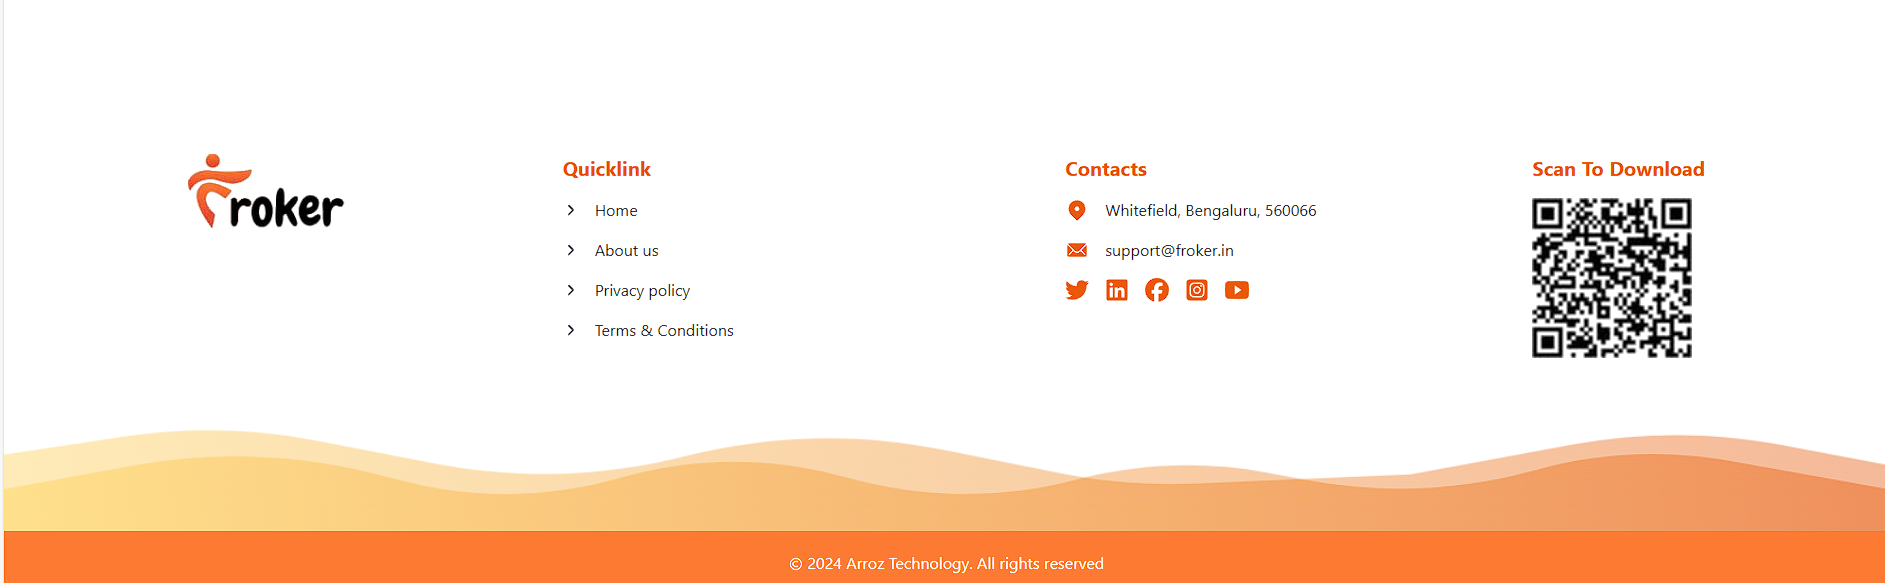 Froker
Quicklink
Home
About us
Privacy policy
Terms & Conditions
Contacts
Whitefield, Bengaluru, 560066
support@froker.in
Scan To Download
© 2024 Arroz Technology. All rights reserved